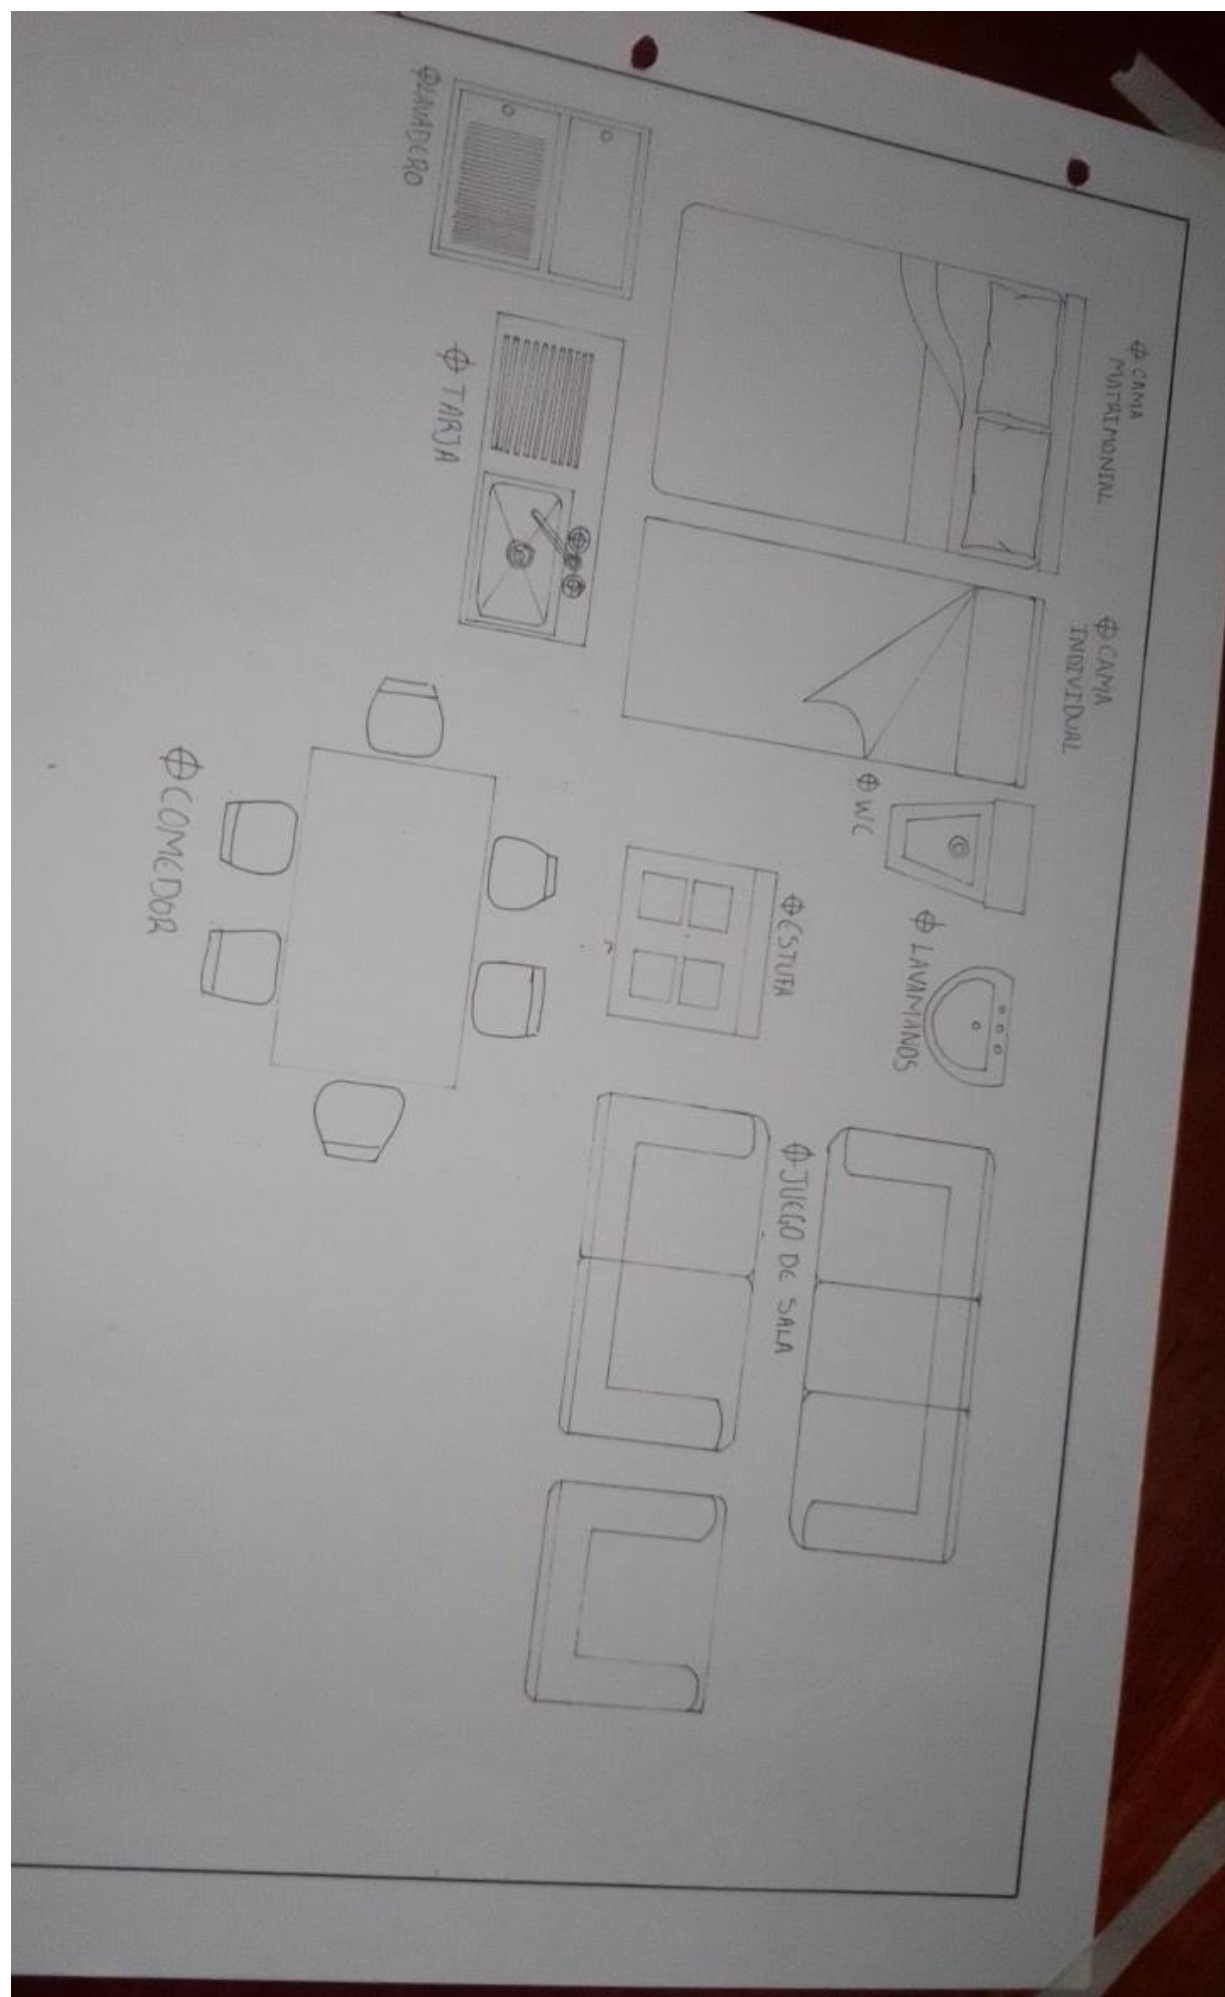 CAMA
MATRIMONIAL
CAMA
INDIVIDUAL
WC
LAVAMANOS
LAVADERO
TARJA
ESTUFA
JUEGO DE SALA
COMEDOR